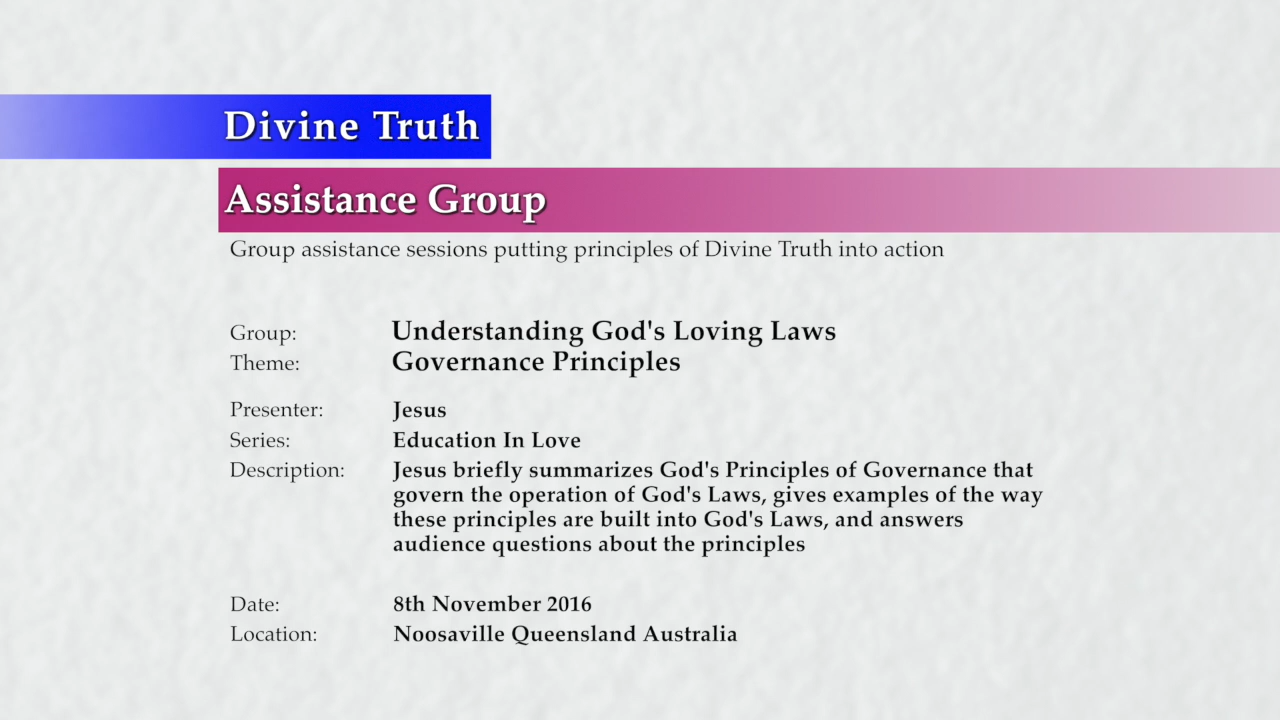 Divine Truth
Assistance Group
Group assistance sessions putting principles of Divine Truth into action
Group: Understanding God's Loving Laws
Theme: Governance Principles
Presenter: Jesus
Series: Education In Love
Description: Jesus briefly summarizes God's Principles of Governance that
govern the operation of God's Laws, gives examples of the way
these principles are built into God's Laws, and answers
audience questions about the principles
Date: 8th November 2016
Location: Noosaville Queensland Australia